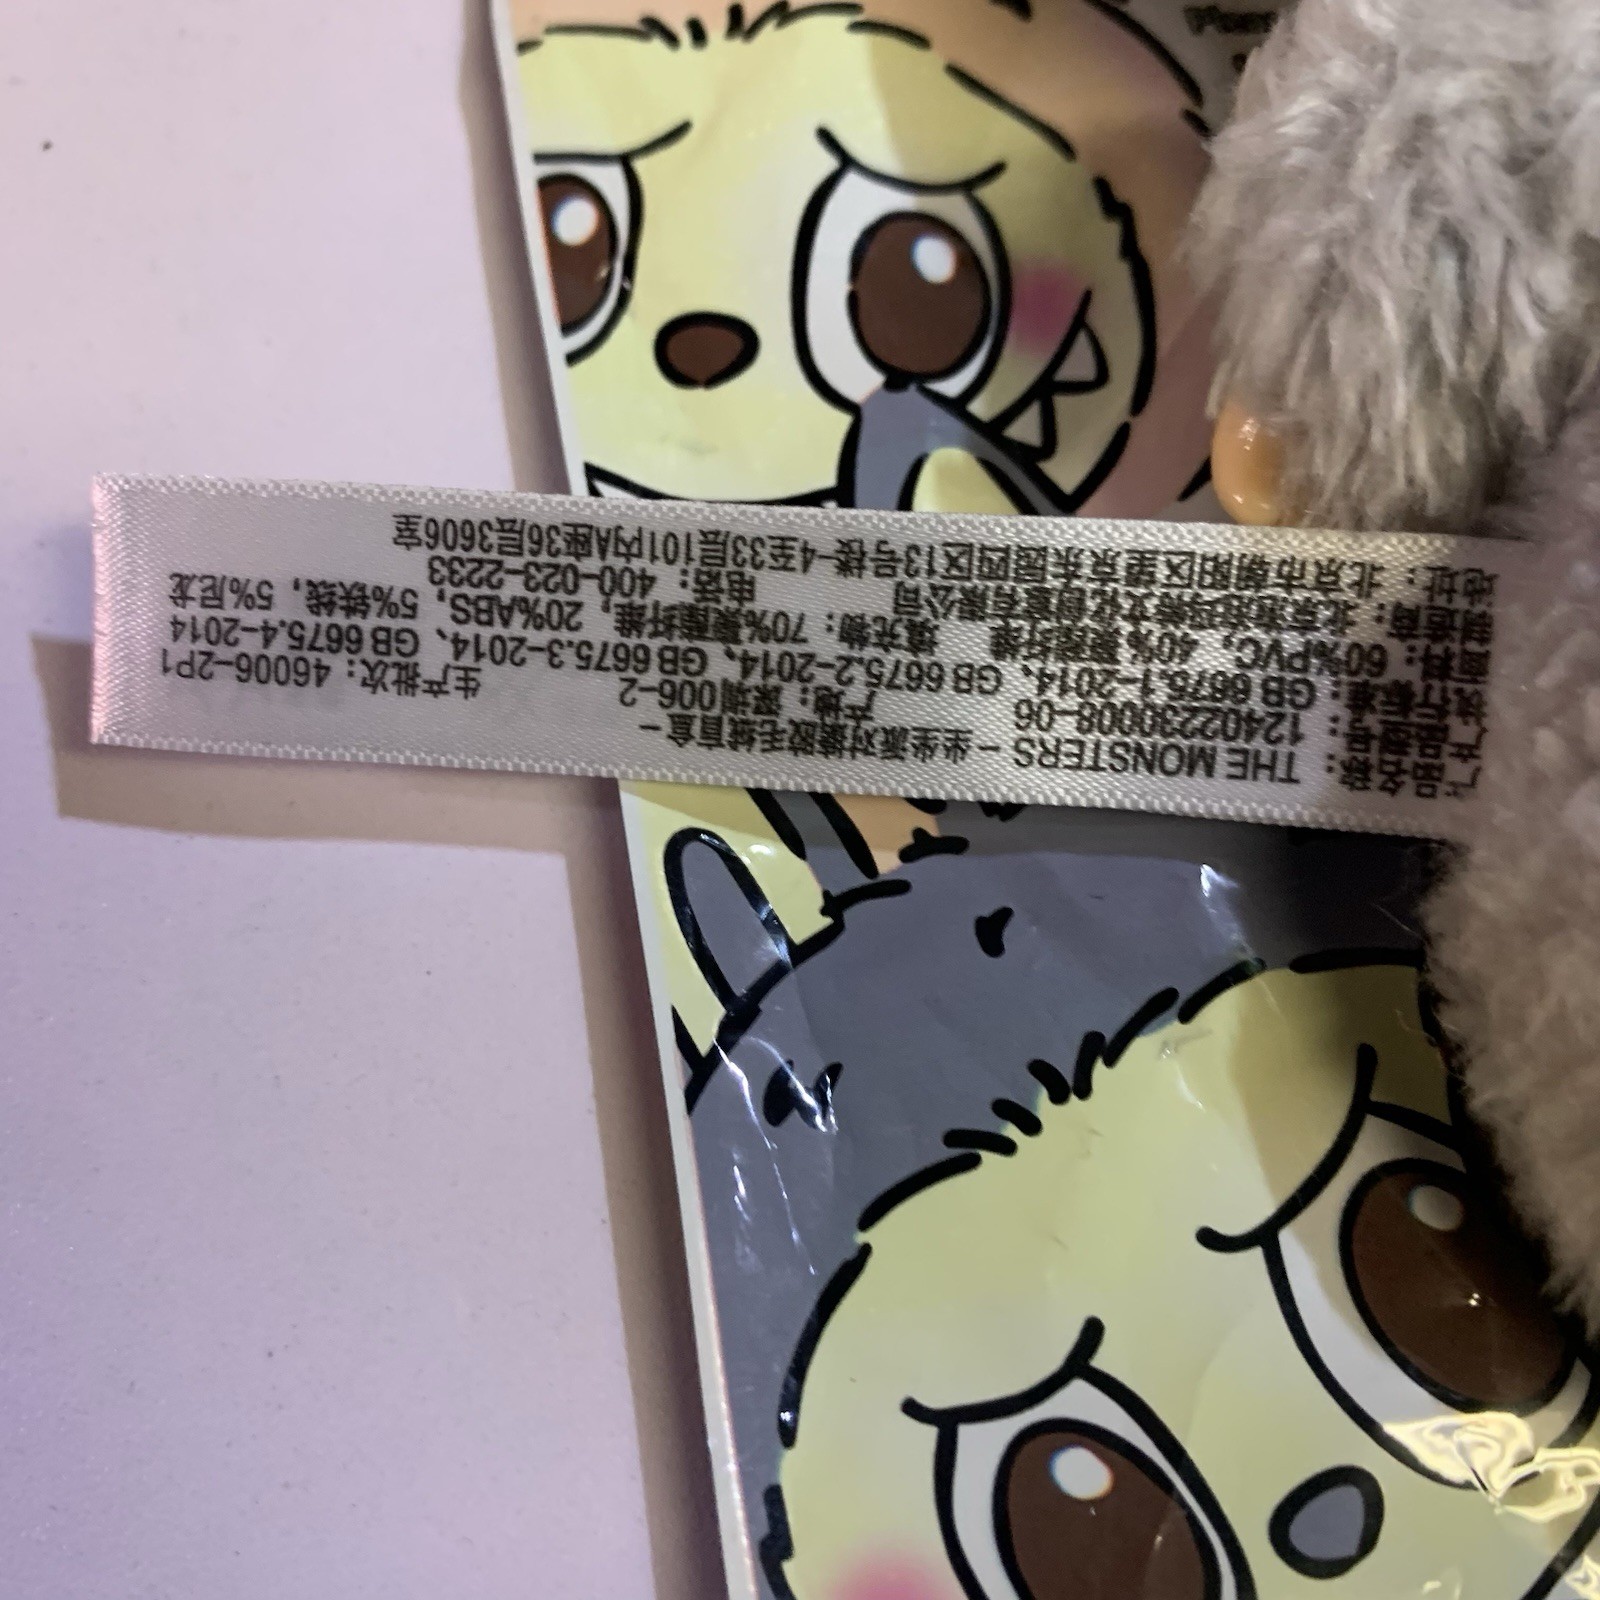 产品名称: THE MONSTERS - 坐坐派对搪胶毛绒盲盒 -
产品型号: 12402230008-06 产地: 深圳006-2 生产批次: 46006-2P1
执行标准: GB 6675.1-2014、GB 6675.2-2014、GB 6675.3-2014、GB 6675.4-2014
面料: 60%PVC, 40%聚酯纤维 填充物: 70%聚酯纤维, 20%ABS, 5%铁线, 5%尼龙
制造商: 北京泡泡玛特文化创意有限公司 电话: 400-023-2233
地址: 北京市朝阳区望京东园四区13号楼-4至33层101内A座36层3606室